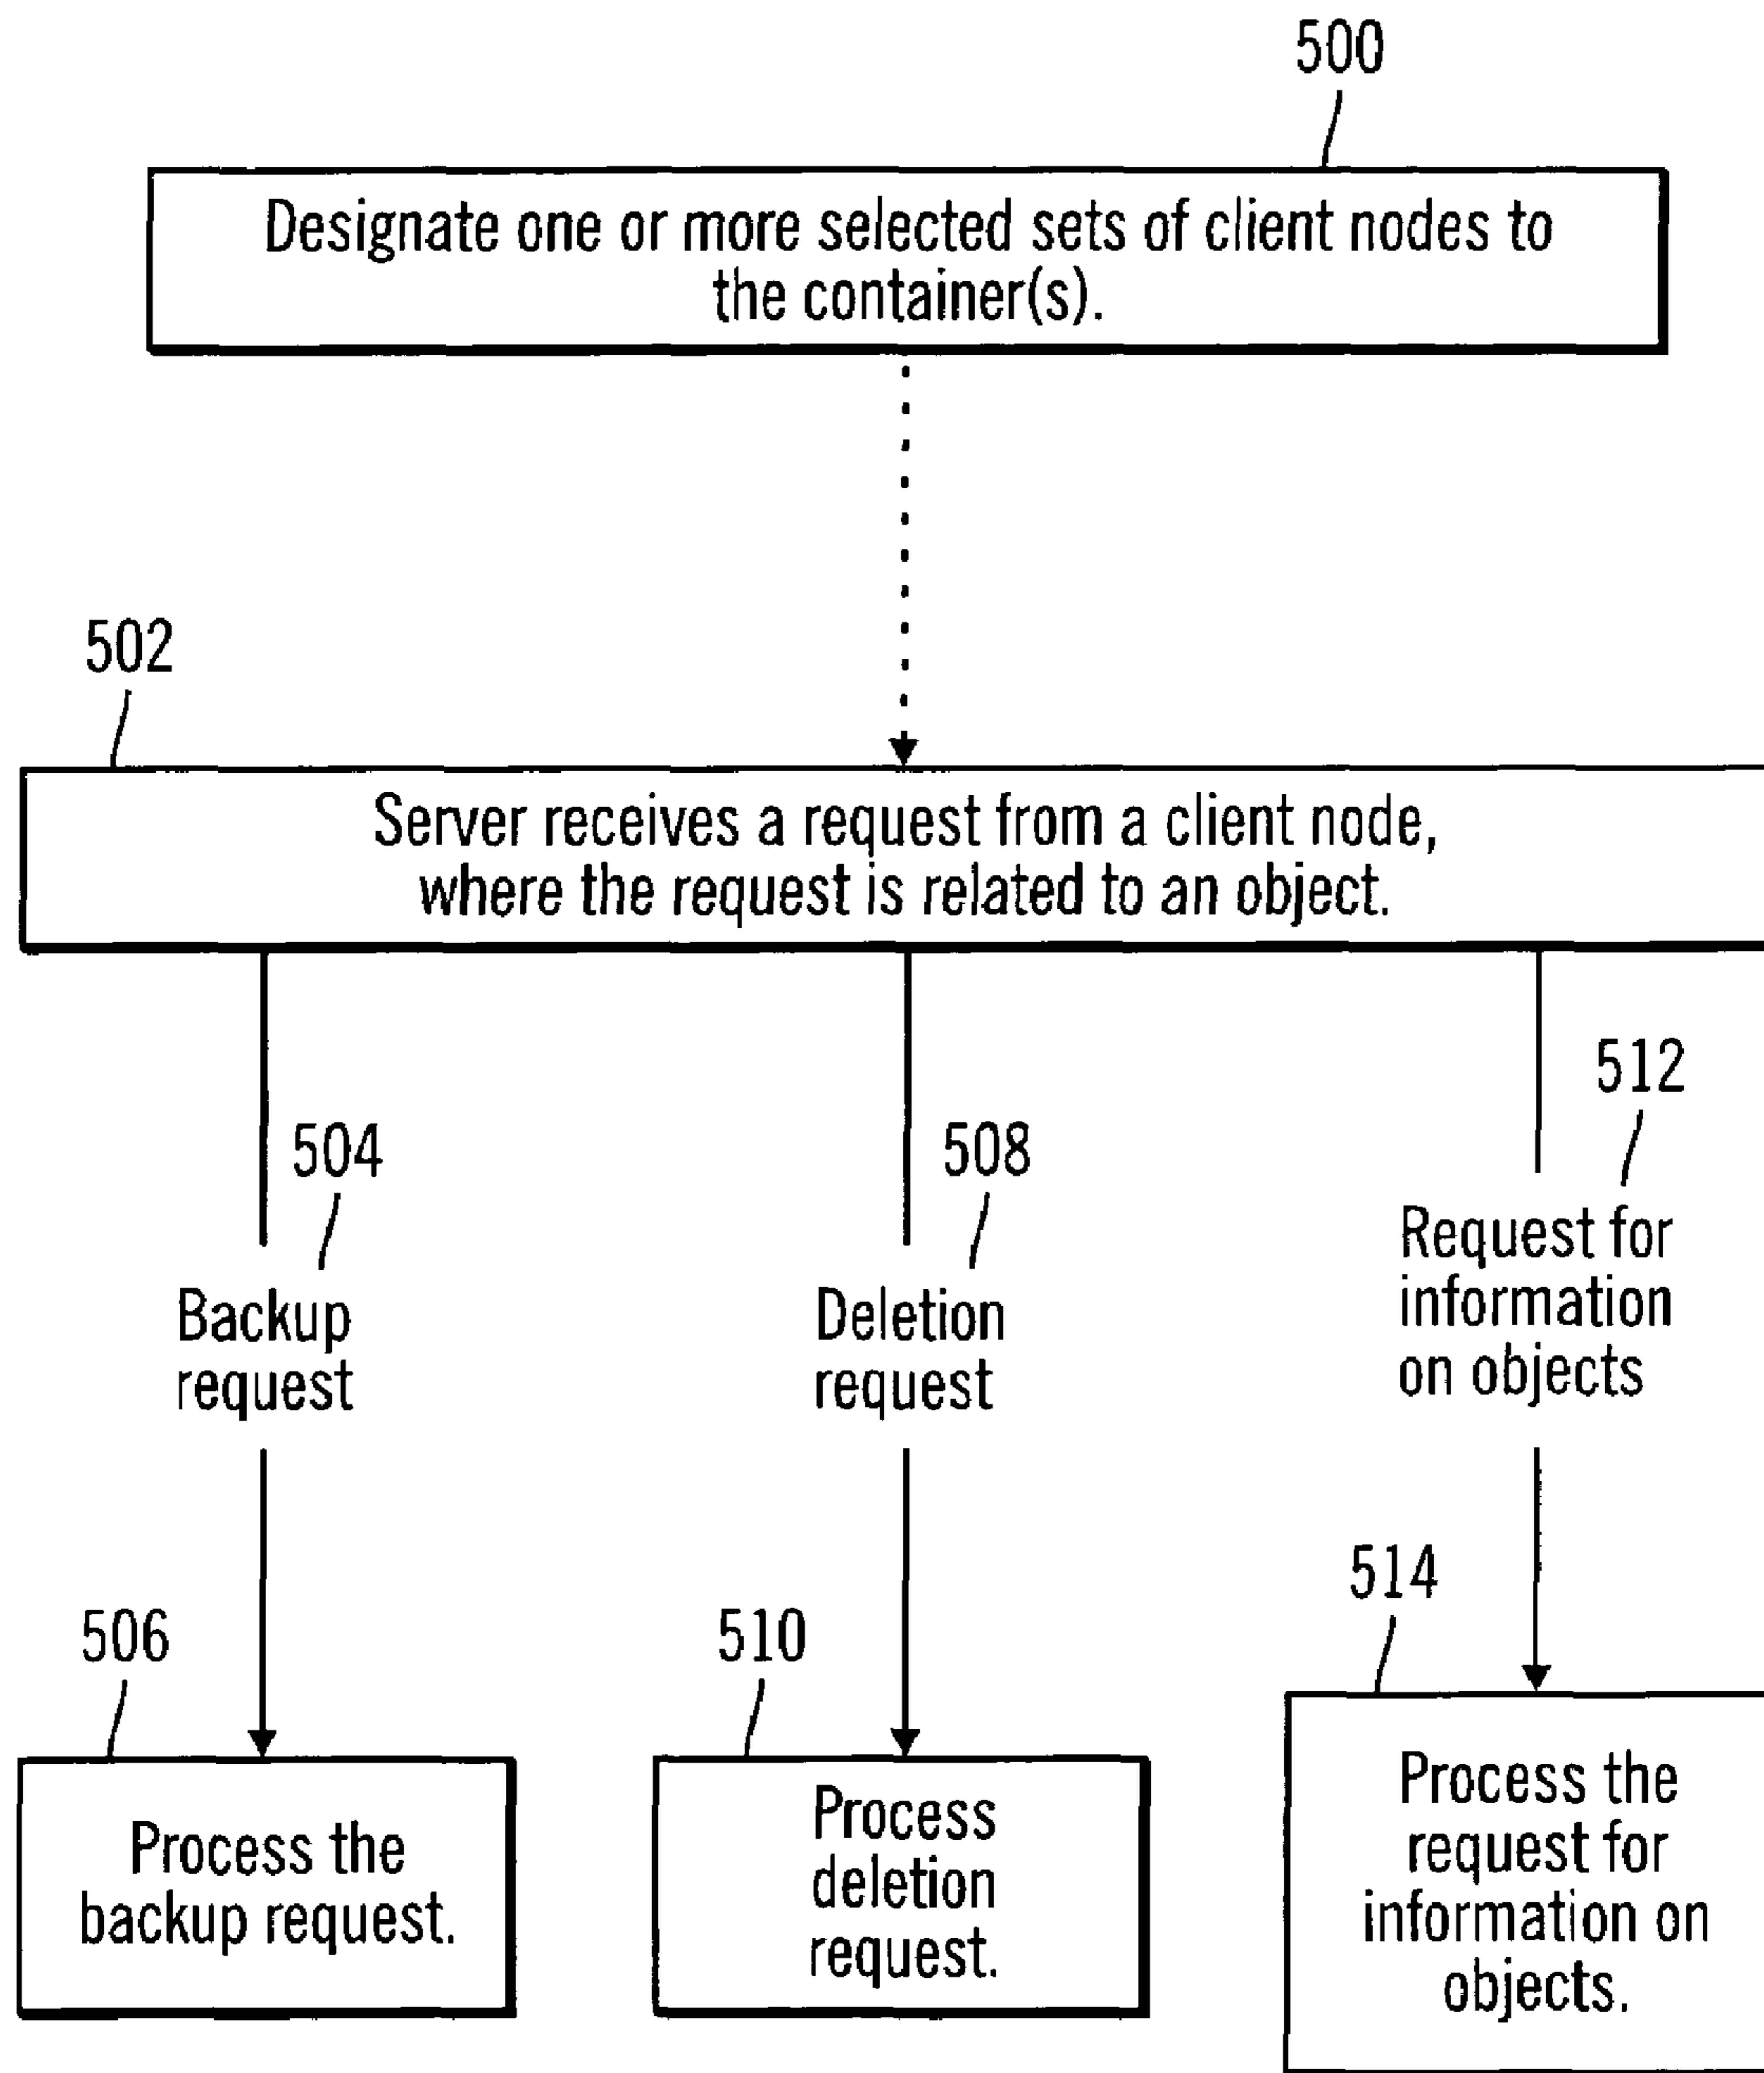 500
Designate one or more selected sets of client nodes to
the container(s).
502
Server receives a request from a client node,
where the request is related to an object.
504
Backup
request
508
Deletion
request
512
Request for
information
on objects
506
Process the
backup request.
510
Process
deletion
request.
514
Process the
request for
information on
objects.